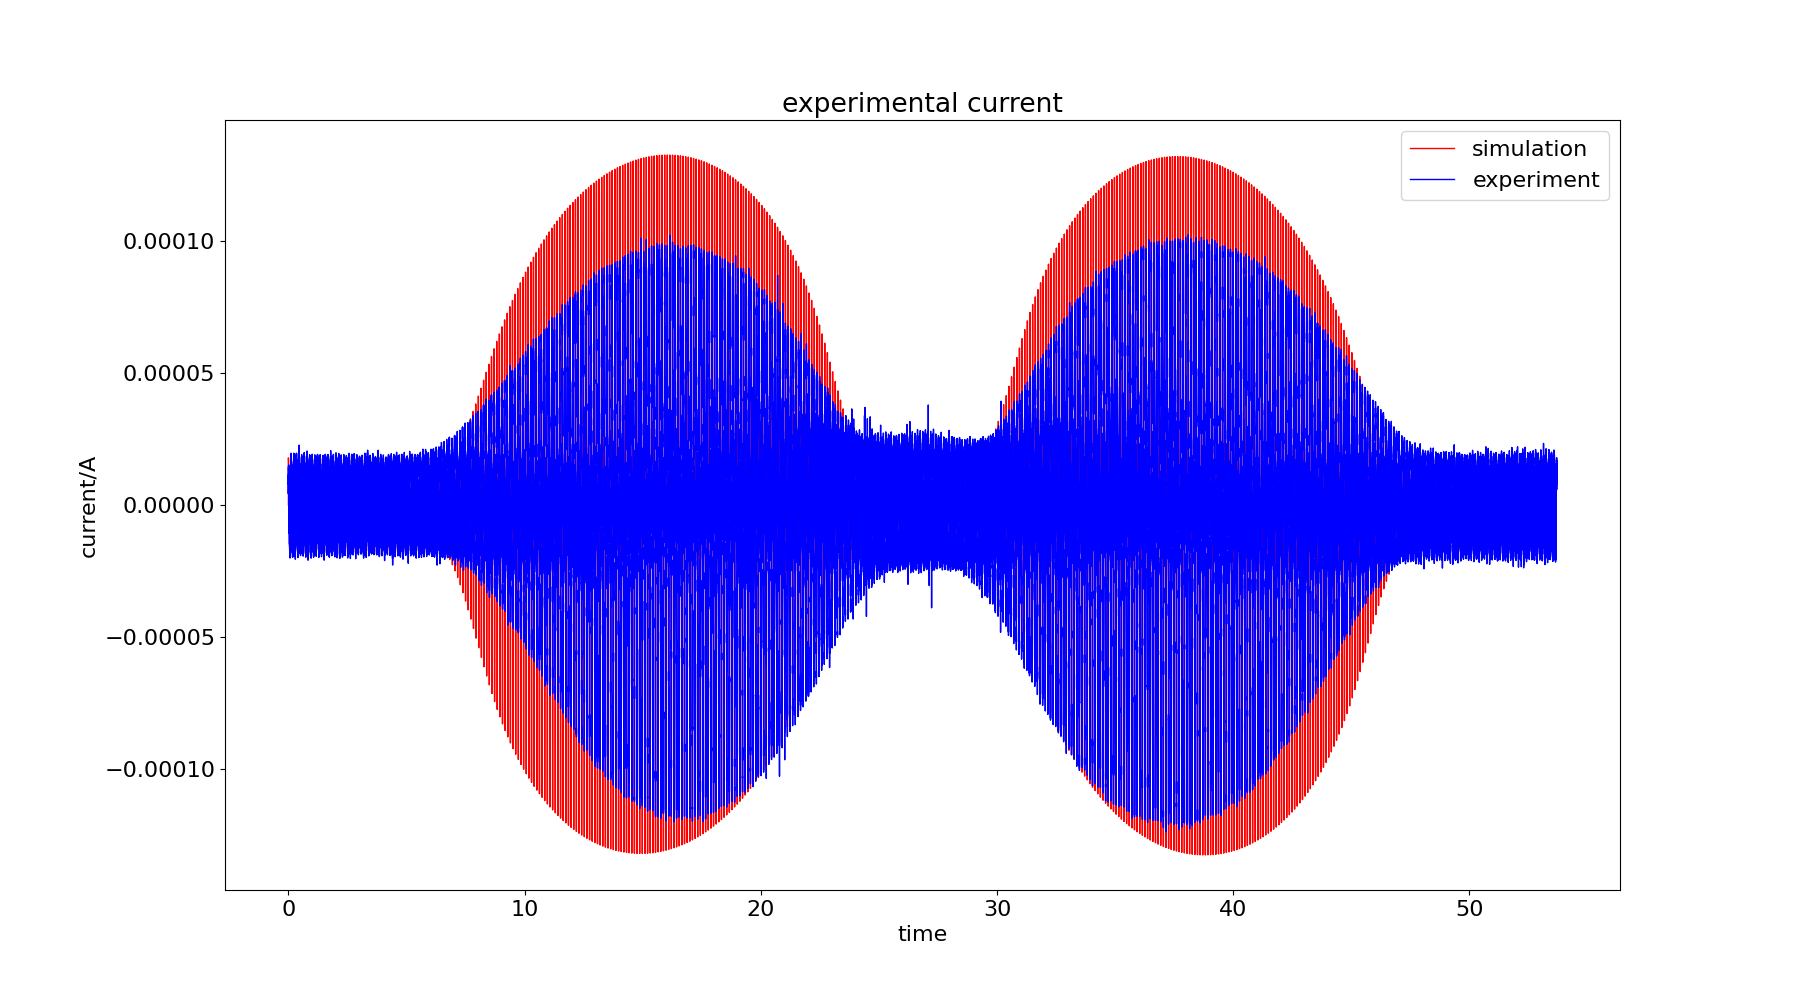 experimental current
simulation
experiment
0.00010
0.00005
0.00000
−0.00005
−0.00010
current/A
0 10 20 30 40 50
time